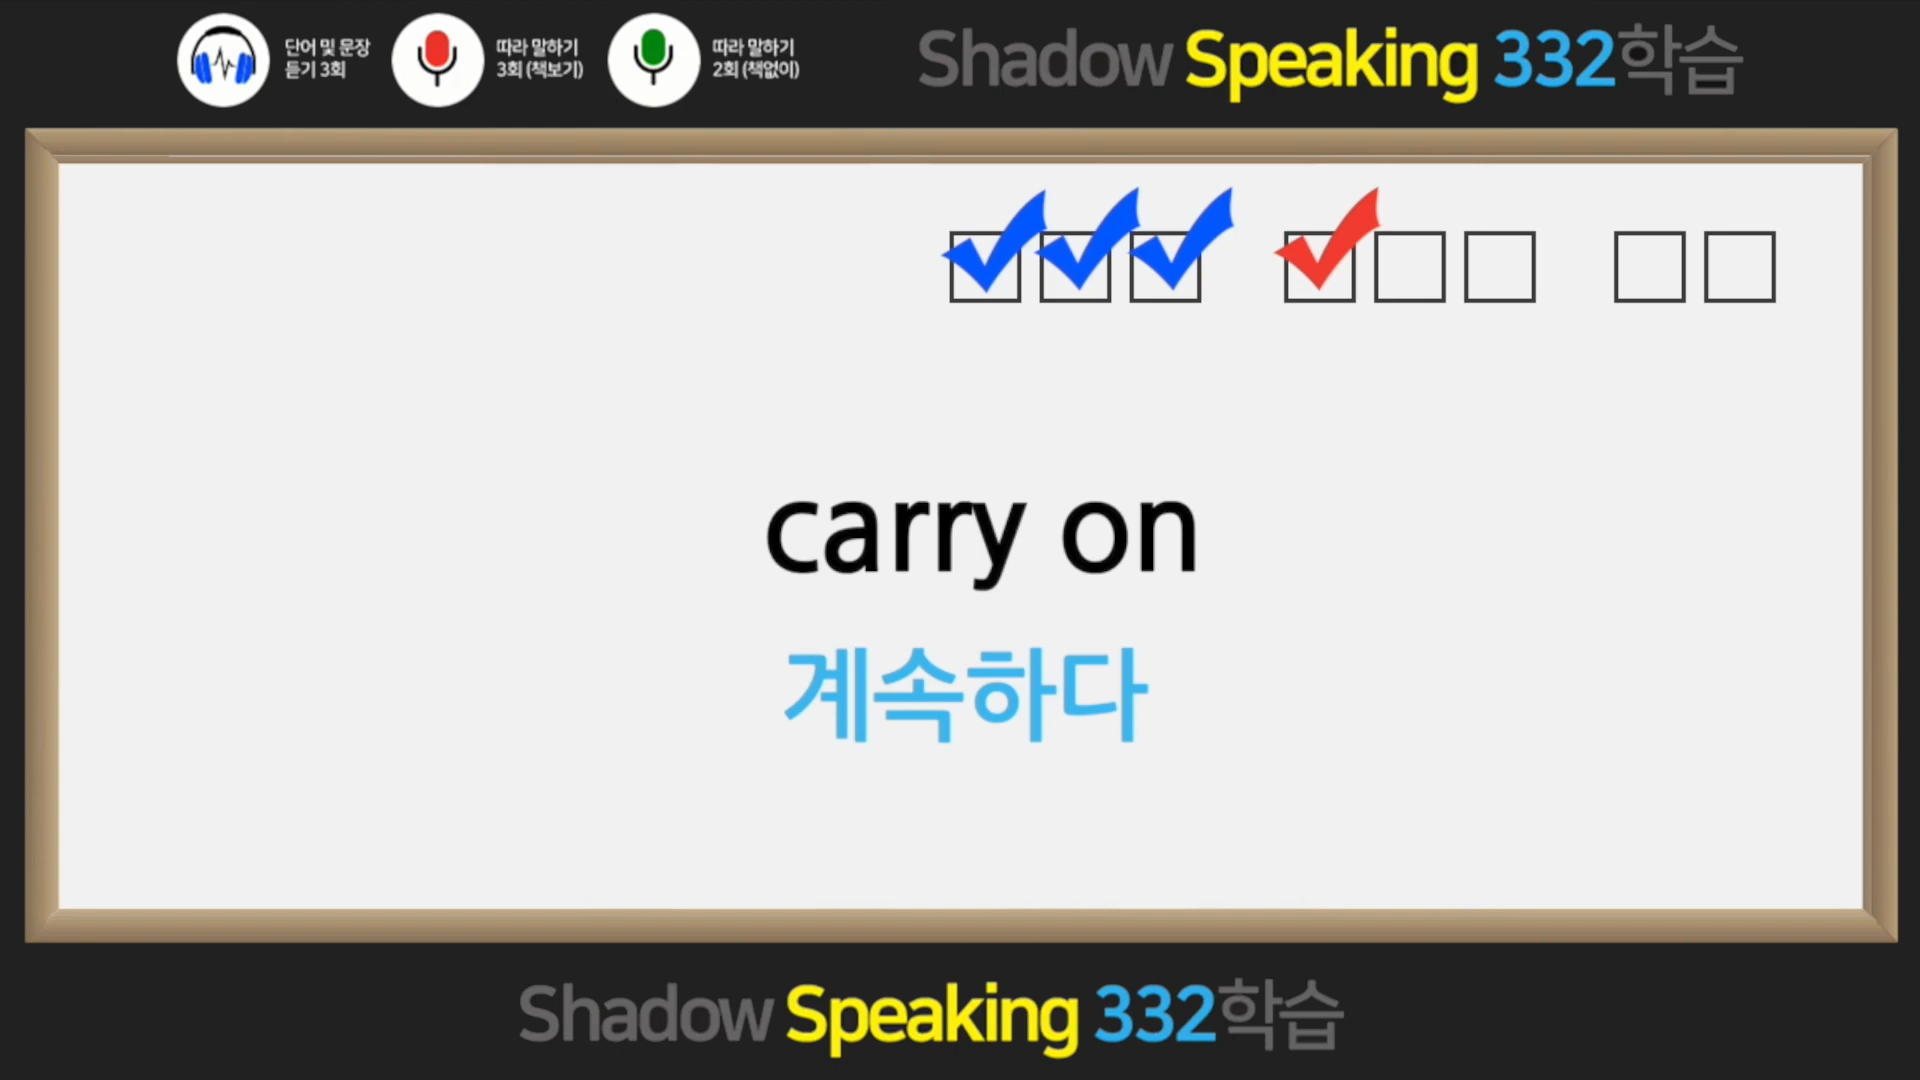 단어 및 문장
듣기 3회
따라 말하기
3회 (책보기)
따라 말하기
2회 (책없이)
Shadow Speaking 332학습
carry on
계속하다
Shadow Speaking 332학습